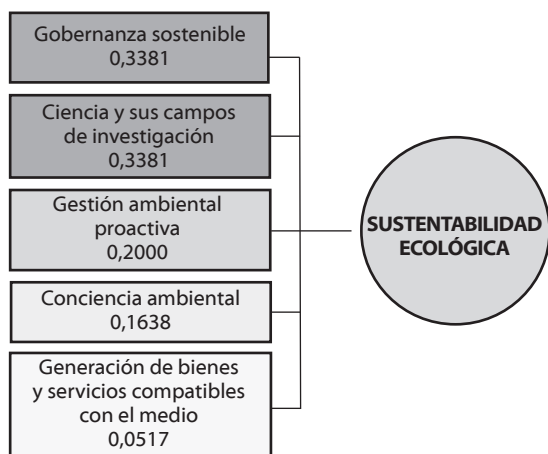 Gobernanza sostenible
0,3381
Ciencia y sus campos
de investigación
0,3381
Gestión ambiental
proactiva
0,2000
Conciencia ambiental
0,1638
Generación de bienes
y servicios compatibles
con el medio
0,0517
SUSTENTABILIDAD
ECOLÓGICA